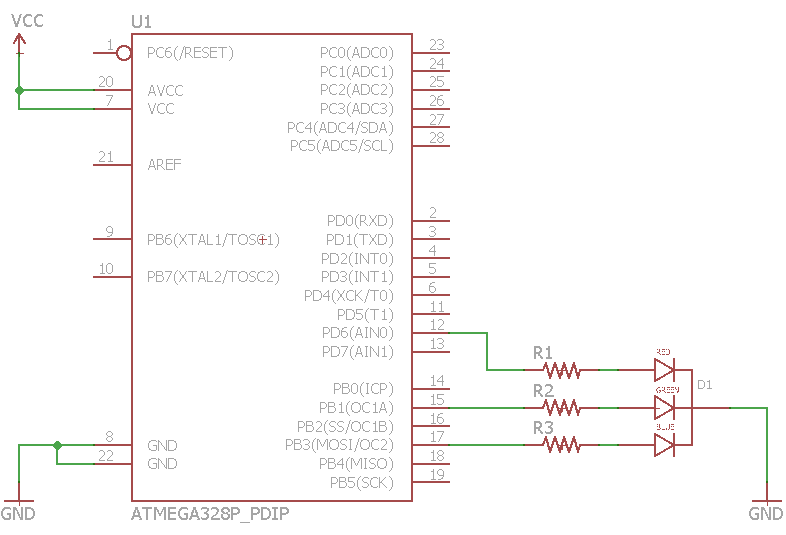 VCC
U1
1 PC6(/RESET)
20 AVCC
7 VCC
21 AREF
9 PB6(XTAL1/TOSC1)
10 PB7(XTAL2/TOSC2)
8 GND
22 GND
GND
PC0(ADC0) 23
PC1(ADC1) 24
PC2(ADC2) 25
PC3(ADC3) 26
PC4(ADC4/SDA) 27
PC5(ADC5/SCL) 28
PD0(RXD) 2
PD1(TXD) 3
PD2(INT0) 4
PD3(INT1) 5
PD4(XCK/T0) 6
PD5(T1) 11
PD6(AIN0) 12
PD7(AIN1) 13
PB0(ICP) 14
PB1(OC1A) 15
PB2(SS/OC1B) 16
PB3(MOSI/OC2) 17
PB4(MISO) 18
PB5(SCK) 19
ATMEGA328P_PDIP
R1
R2
R3
RED
GREEN
BLUE
D1
GND